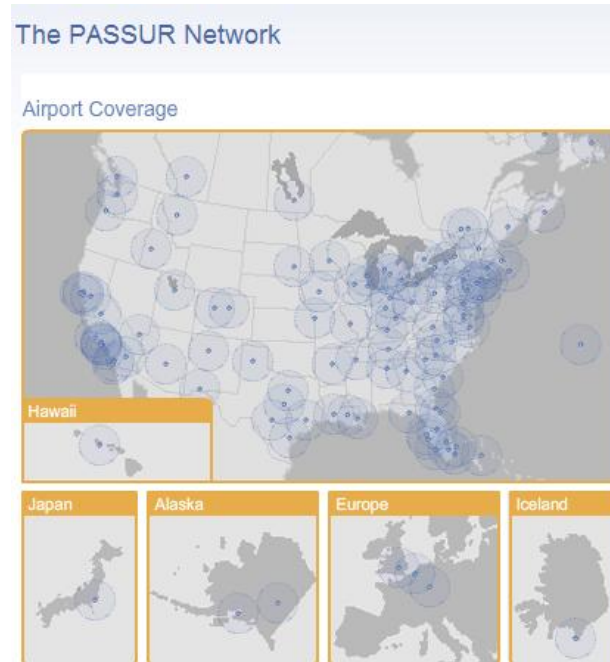 The PASSUR Network
Airport Coverage
Hawaii
Japan
Alaska
Europe
Iceland